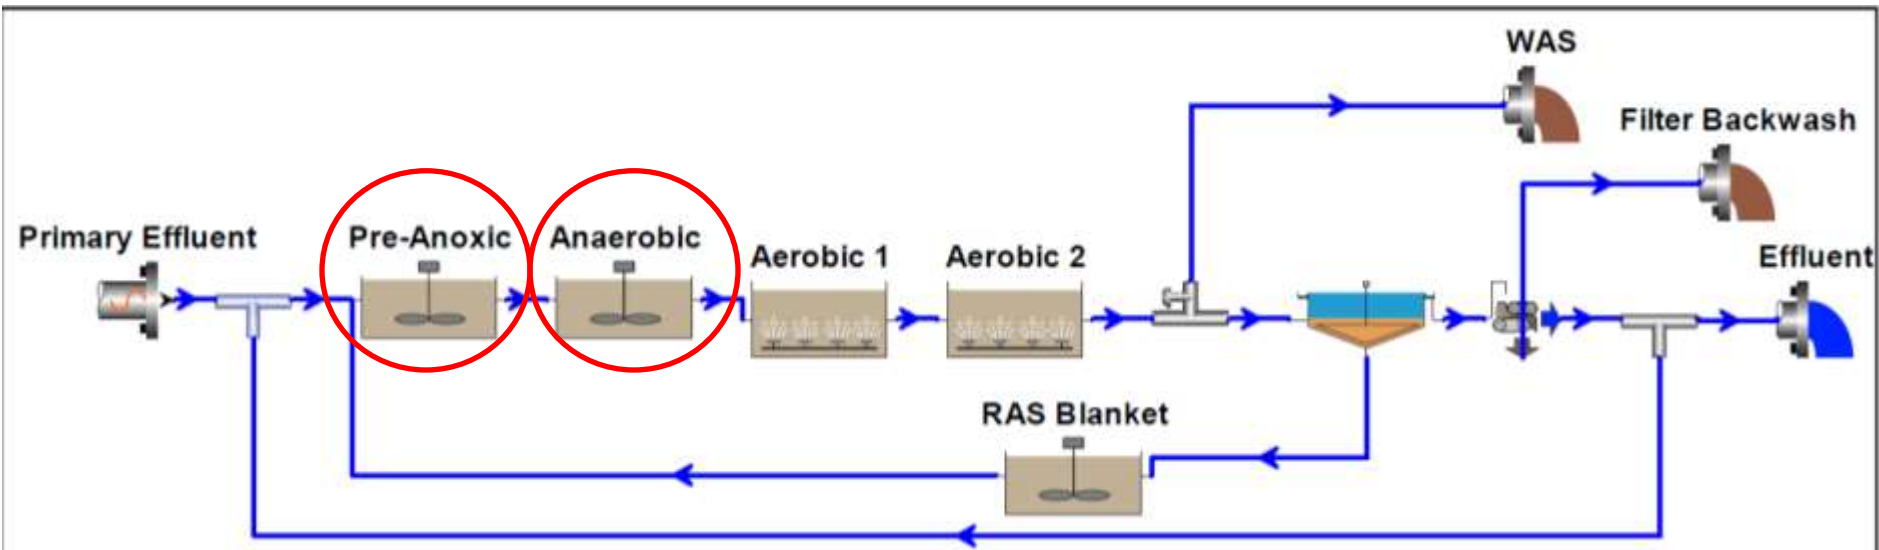 WAS
Filter Backwash
Primary Effluent
Pre-Anoxic
Anaerobic
Aerobic 1
Aerobic 2
Effluent
RAS Blanket